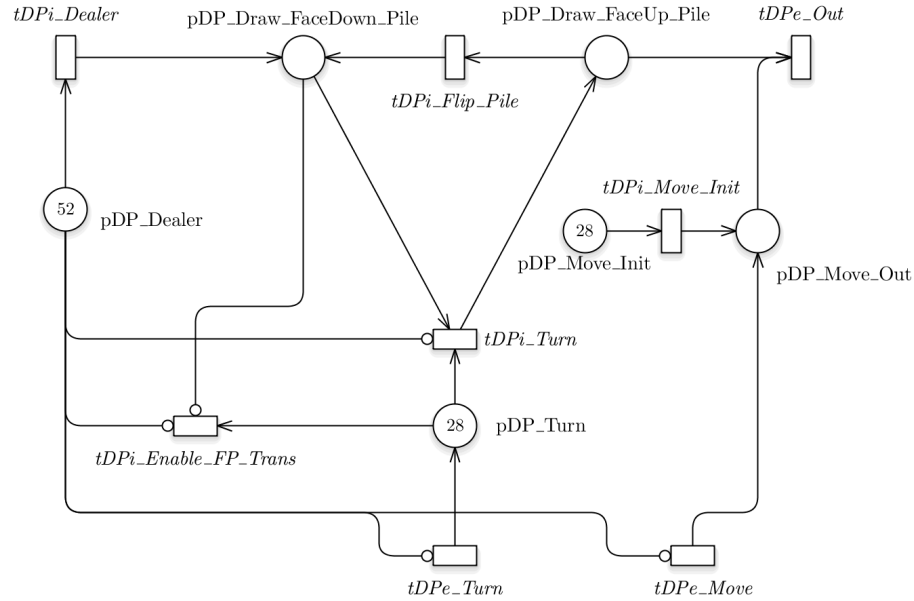 tDPi_Dealer
pDP_Draw_FaceDown_Pile
pDP_Draw_FaceUp_Pile
tDPe_Out
tDPi_Flip_Pile
tDPi_Move_Init
52
pDP_Dealer
28
pDP_Move_Init
pDP_Move_Out
tDPi_Turn
28
pDP_Turn
tDPi_Enable_FP_Trans
tDPe_Turn
tDPe_Move